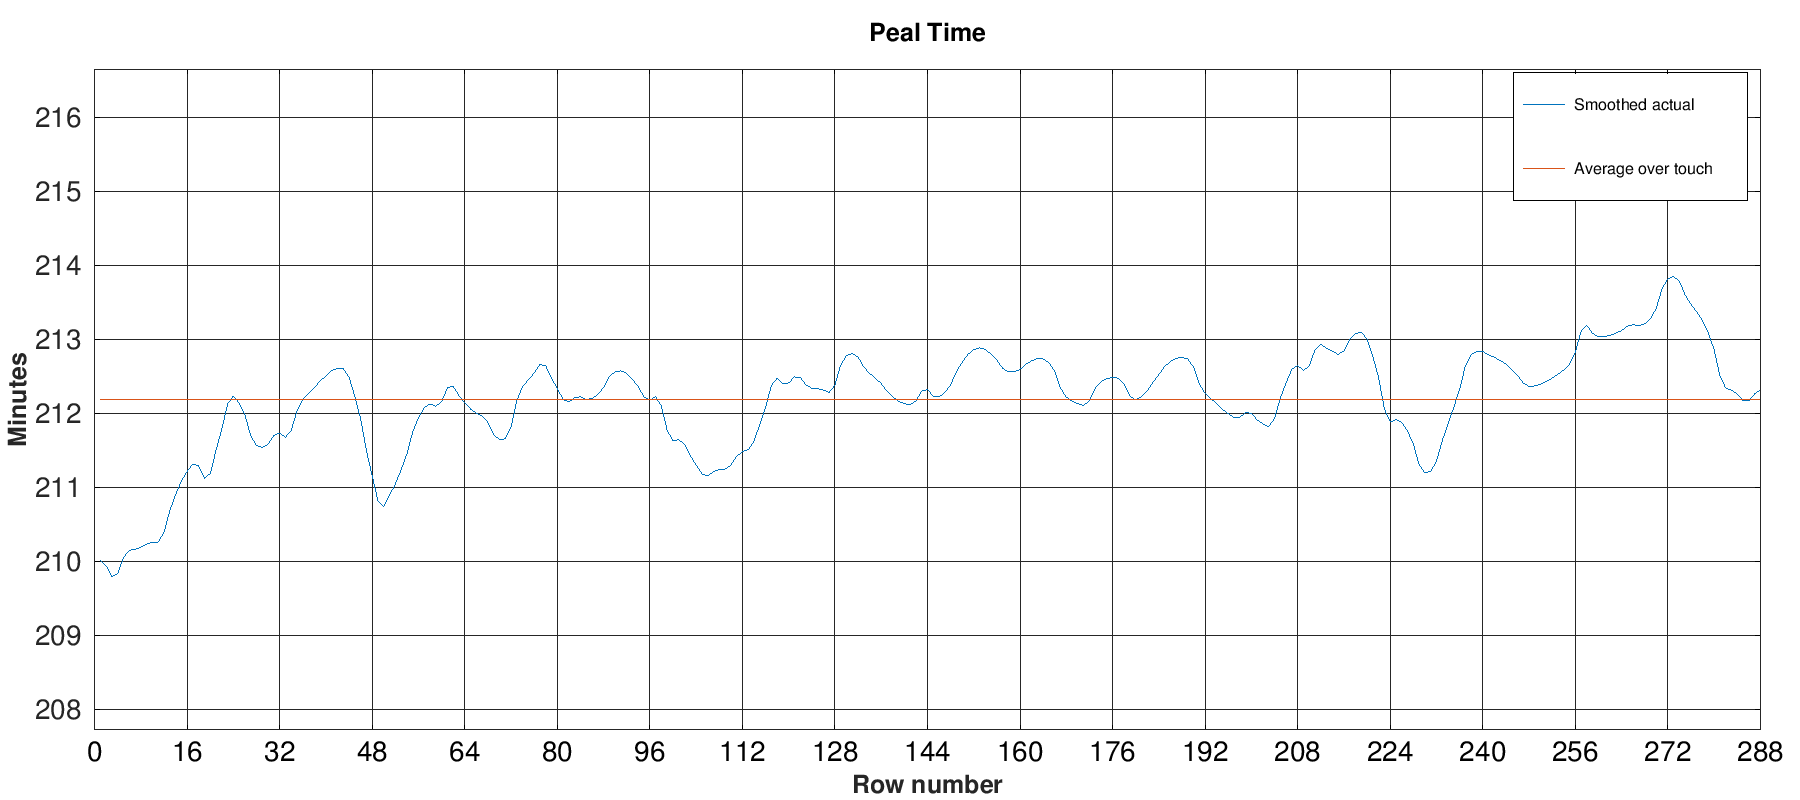 Peal Time
Smoothed actual
Average over touch
216
215
214
213
212
211
210
209
208
Minutes
0 16 32 48 64 80 96 112 128 144 160 176 192 208 224 240 256 272 288
Row number